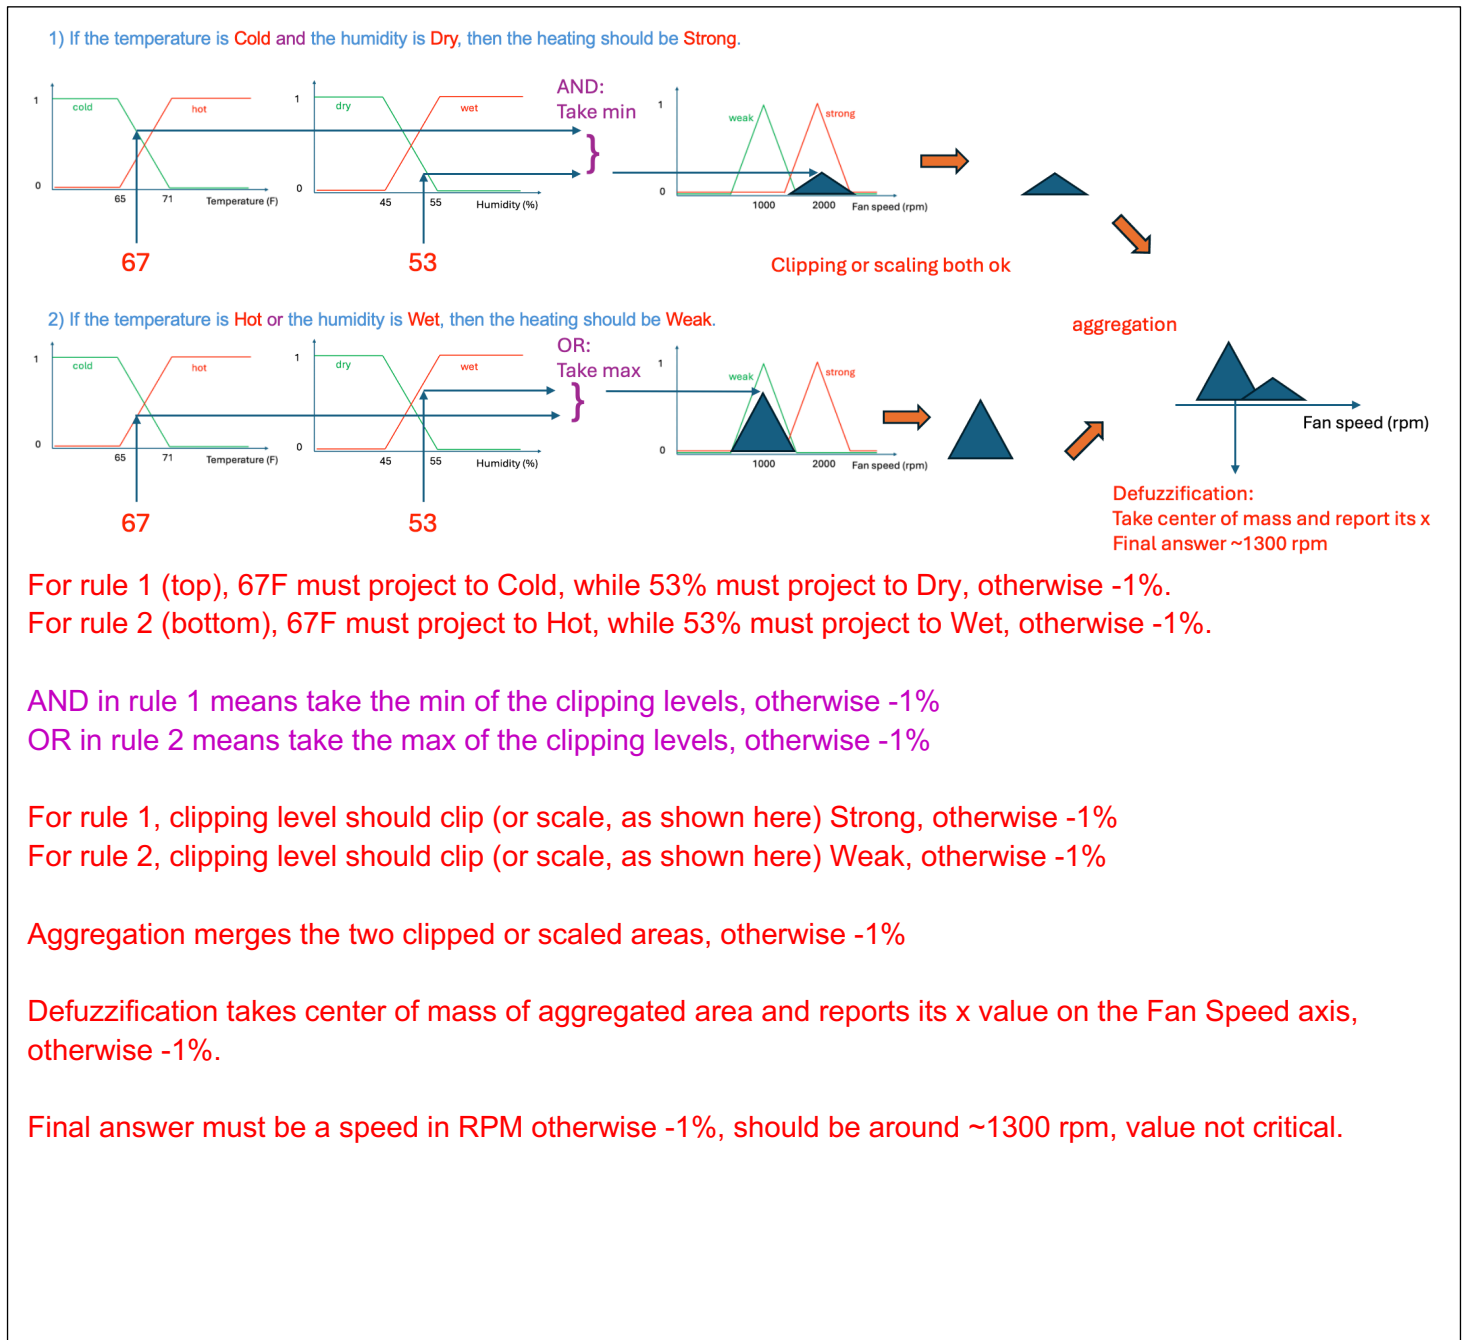 1) If the temperature is Cold and the humidity is Dry, then the heating should be Strong.
AND:
Take min
1
cold
hot
0
65
71
Temperature (F)
1
dry
wet
0
45
55
Humidity (%)
1
weak
strong
0
1000
2000
Fan speed (rpm)
}
67
53
Clipping or scaling both ok
2) If the temperature is Hot or the humidity is Wet, then the heating should be Weak.
OR:
Take max
1
cold
hot
0
65
71
Temperature (F)
1
dry
wet
0
45
55
Humidity (%)
1
weak
strong
0
1000
2000
Fan speed (rpm)
}
67
53
aggregation
Fan speed (rpm)
Defuzzification:
Take center of mass and report its x
Final answer ~1300 rpm
For rule 1 (top), 67F must project to Cold, while 53% must project to Dry, otherwise -1%.
For rule 2 (bottom), 67F must project to Hot, while 53% must project to Wet, otherwise -1%.
AND in rule 1 means take the min of the clipping levels, otherwise -1%
OR in rule 2 means take the max of the clipping levels, otherwise -1%
For rule 1, clipping level should clip (or scale, as shown here) Strong, otherwise -1%
For rule 2, clipping level should clip (or scale, as shown here) Weak, otherwise -1%
Aggregation merges the two clipped or scaled areas, otherwise -1%
Defuzzification takes center of mass of aggregated area and reports its x value on the Fan Speed axis,
otherwise -1%.
Final answer must be a speed in RPM otherwise -1%, should be around ~1300 rpm, value not critical.